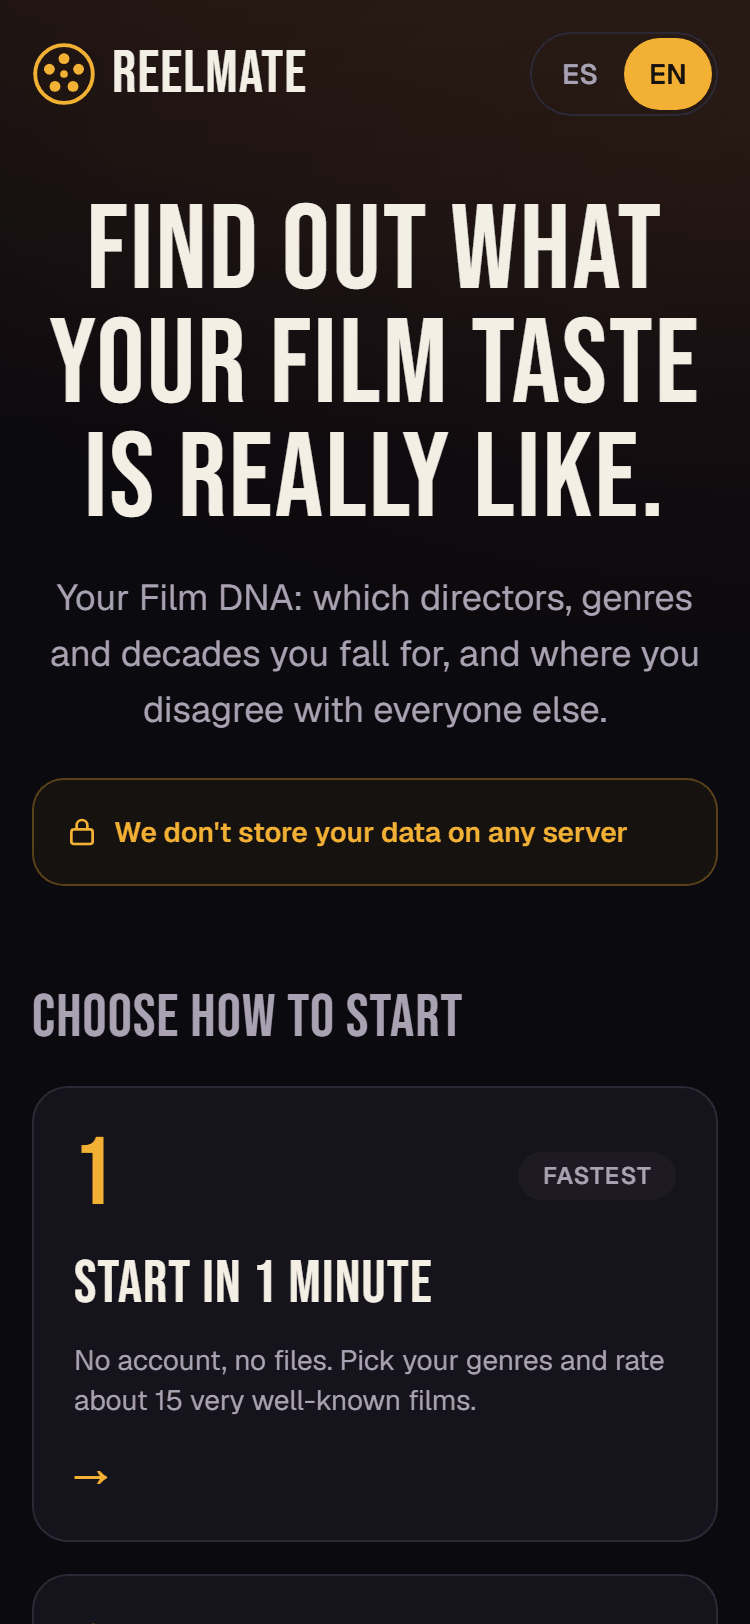 REELMATE
ES EN
FIND OUT WHAT
YOUR FILM TASTE
IS REALLY LIKE.
Your Film DNA: which directors, genres
and decades you fall for, and where you
disagree with everyone else.
We don't store your data on any server
CHOOSE HOW TO START
1
FASTEST
START IN 1 MINUTE
No account, no files. Pick your genres and rate
about 15 very well-known films.
→